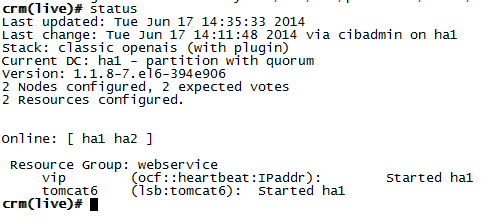 crm(live)# status
Last updated: Tue Jun 17 14:35:33 2014
Last change: Tue Jun 17 14:11:48 2014 via cibadmin on ha1
Stack: classic openais (with plugin)
Current DC: ha1 - partition with quorum
Version: 1.1.8-7.el6-394e906
2 Nodes configured, 2 expected votes
2 Resources configured.
Online: [ ha1 ha2 ]
Resource Group: webservice
vip (ocf::heartbeat:IPaddr): Started ha1
tomcat6 (lsb:tomcat6): Started ha1
crm(live)#